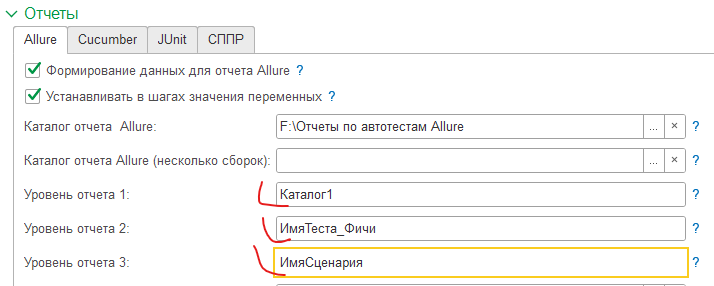 Отчеты
Allure Cucumber JUnit СППР
Формирование данных для отчета Allure ?
Устанавливать в шагах значения переменных ?
Каталог отчета Allure: F:\Отчеты по автотестам Allure ... × ?
Каталог отчета Allure (несколько сборок): ... × ?
Уровень отчета 1: Каталог1 ?
Уровень отчета 2: ИмяТеста_Фичи ?
Уровень отчета 3: ИмяСценария ?